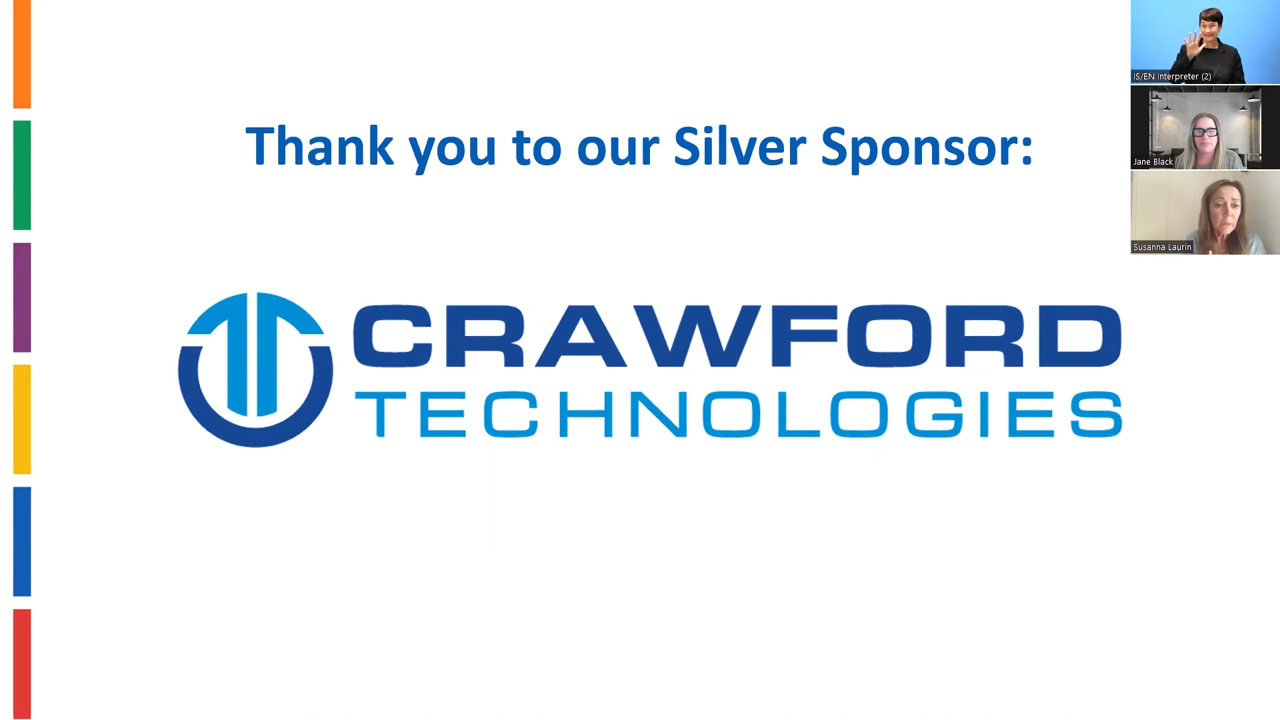 Thank you to our Silver Sponsor:
CRAWFORD
TECHNOLOGIES
IS/EN Interpreter (2)
Jane Black
Susanna Laurin